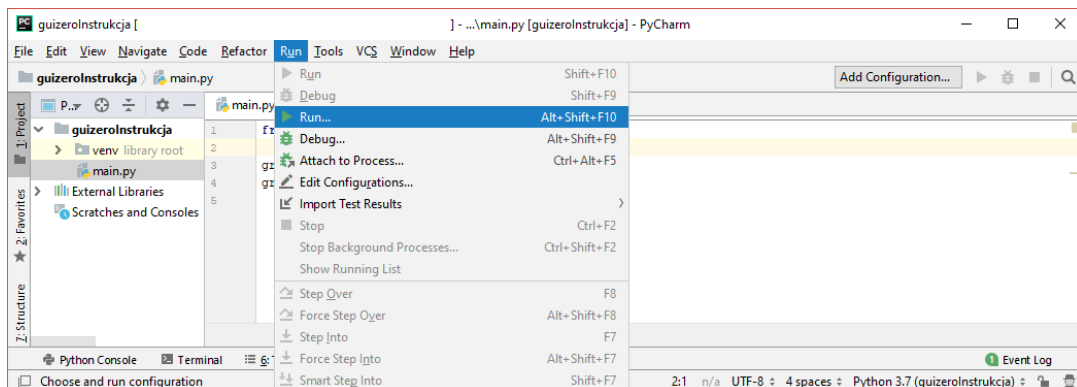 guizeroInstrukcja [ ] - ...\main.py [guizeroInstrukcja] - PyCharm
File Edit View Navigate Code Refactor Run Tools VCS Window Help
guizeroInstrukcja main.py
Add Configuration...
1: Project
P..
guizeroInstrukcja
venv library root
main.py
External Libraries
Scratches and Consoles
2: Favorites
Z: Structure
main.py
1 fr
2
3 gr
4 gr
5
Run Shift+F10
Debug Shift+F9
Run... Alt+Shift+F10
Debug... Alt+Shift+F9
Attach to Process... Ctrl+Alt+F5
Edit Configurations...
Import Test Results
Stop Ctrl+F2
Stop Background Processes... Ctrl+Shift+F2
Show Running List
Step Over F8
Force Step Over Alt+Shift+F8
Step Into F7
Force Step Into Alt+Shift+F7
Smart Step Into Shift+F7
Python Console Terminal 6:
1 Event Log
Choose and run configuration
2:1 n/a UTF-8 4 spaces Python 3.7 (guizeroInstrukcja)